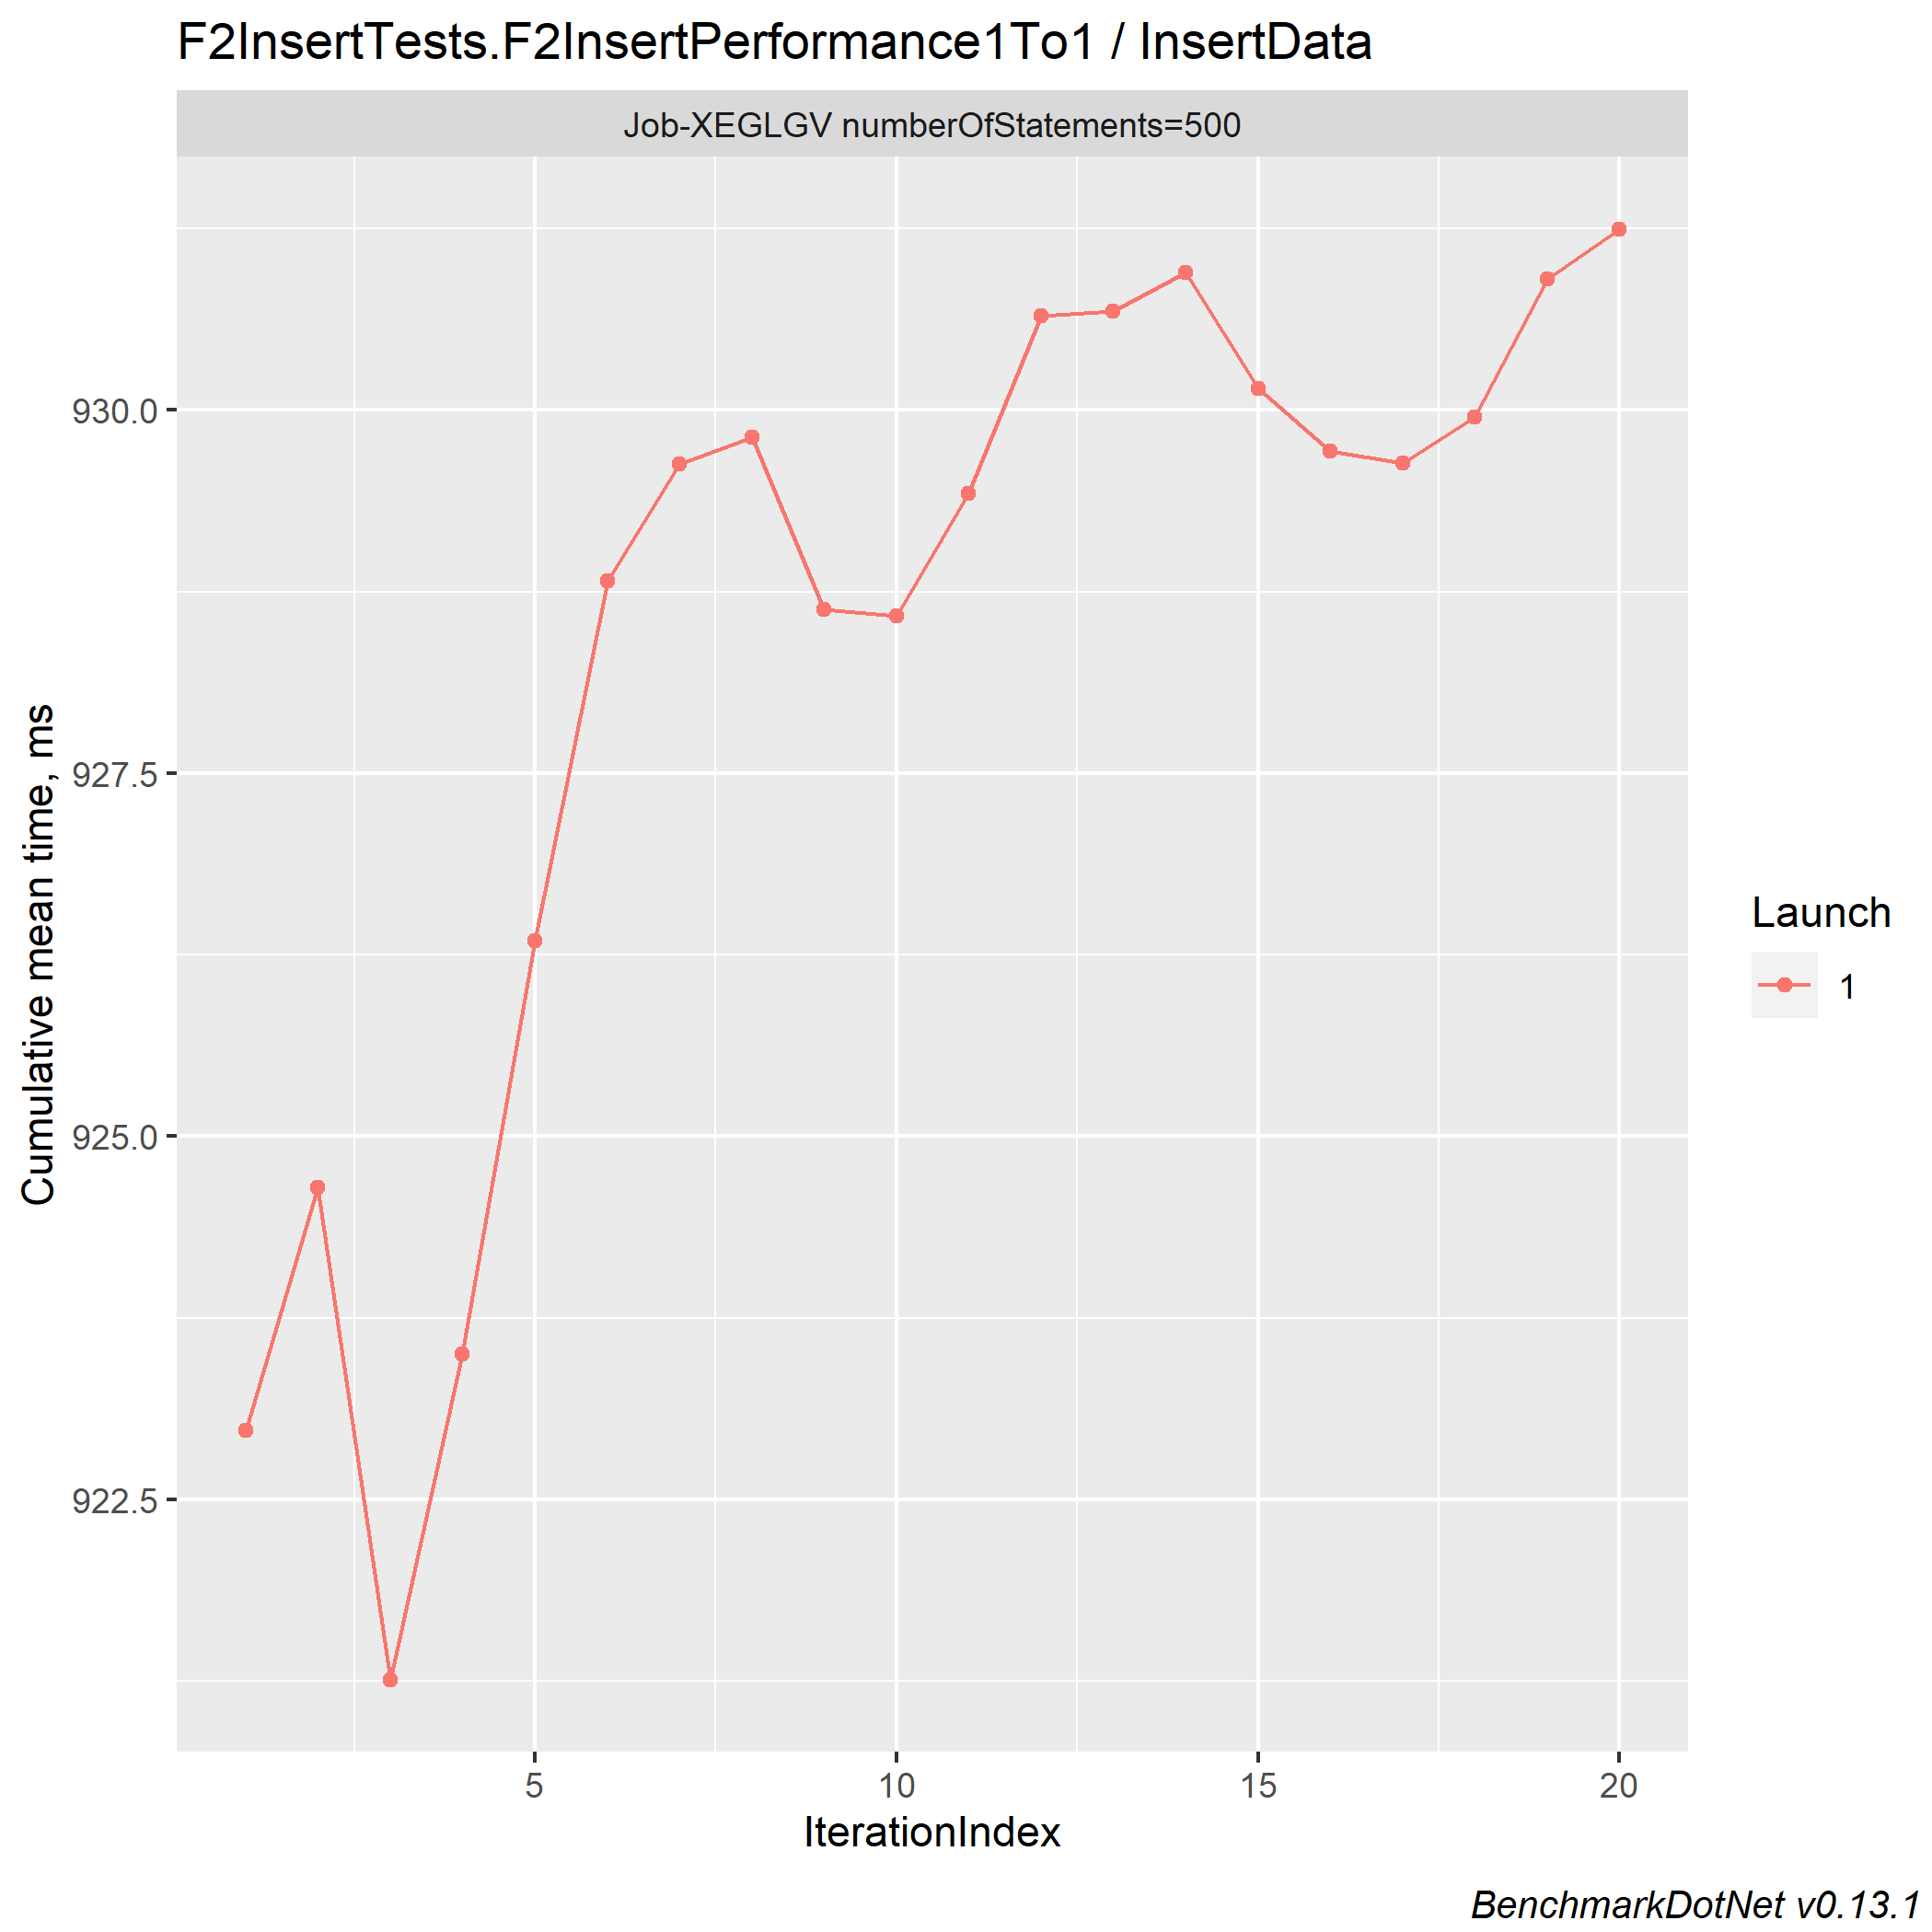 F2InsertTests.F2InsertPerformance1To1 / InsertData
Job-XEGLGV numberOfStatements=500
930.0
927.5
925.0
922.5
Cumulative mean time, ms
5
10
15
20
IterationIndex
Launch
1
BenchmarkDotNet v0.13.1